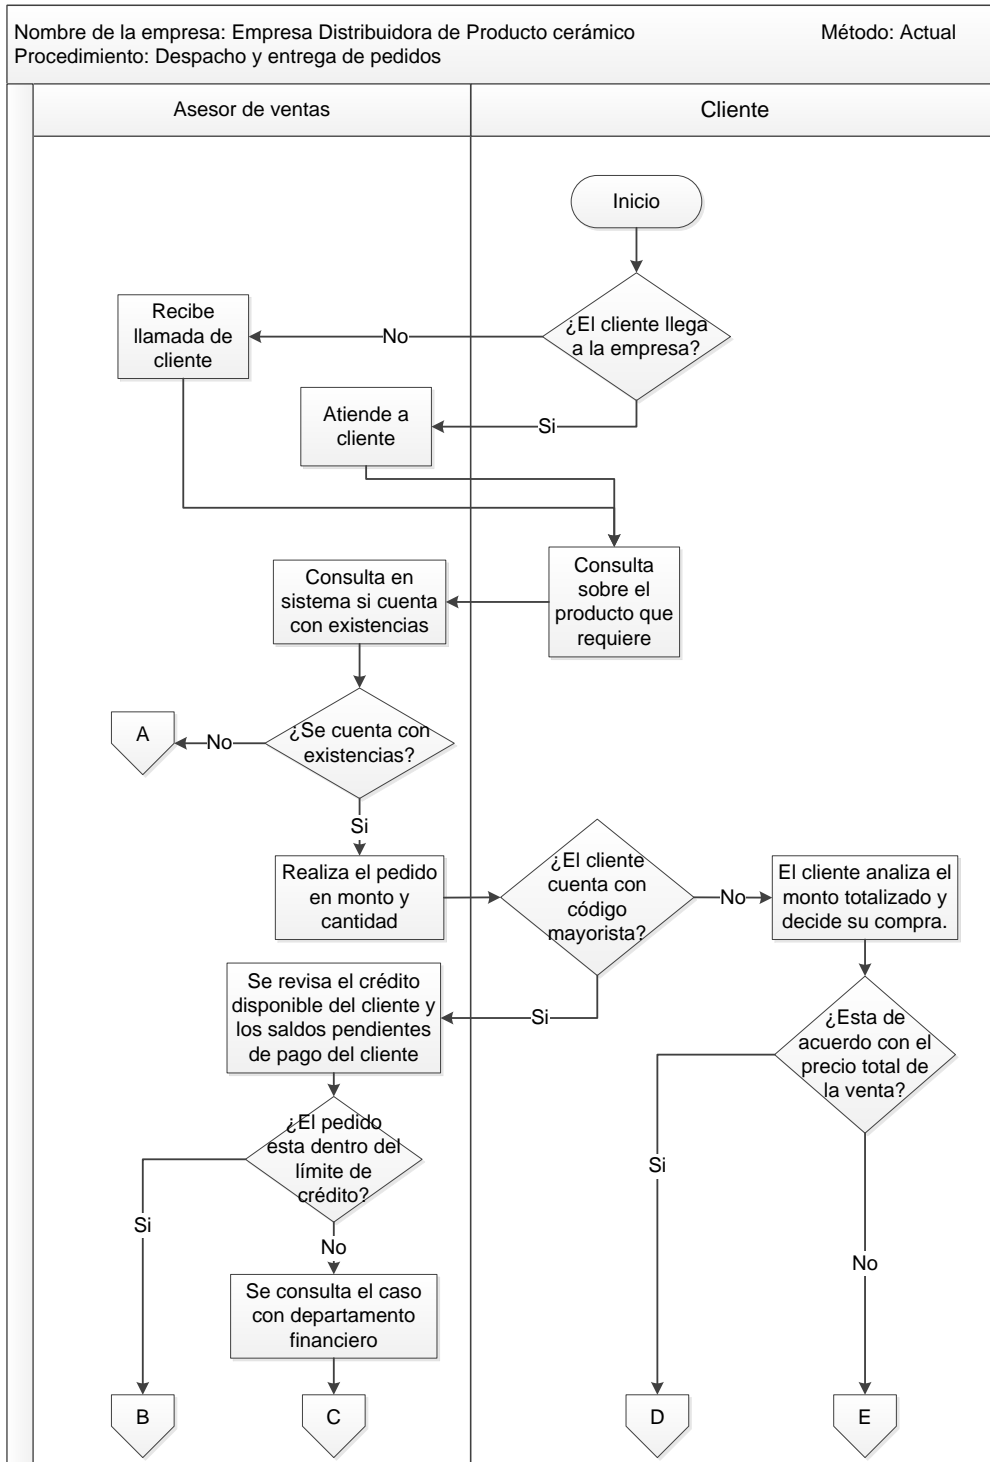 Nombre de la empresa: Empresa Distribuidora de Producto cerámico
Método: Actual
Procedimiento: Despacho y entrega de pedidos
Asesor de ventas
Cliente
Inicio
¿El cliente llega
a la empresa?
No
Recibe
llamada de
cliente
Si
Atiende a
cliente
Consulta
sobre el
producto que
requiere
Consulta en
sistema si cuenta
con existencias
¿Se cuenta con
existencias?
No
A
Si
Realiza el pedido
en monto y
cantidad
¿El cliente
cuenta con
código
mayorista?
No
El cliente analiza el
monto totalizado y
decide su compra.
Si
Se revisa el crédito
disponible del cliente y
los saldos pendientes
de pago del cliente
¿Esta de
acuerdo con el
precio total de
la venta?
¿El pedido
esta dentro del
límite de
crédito?
Si
Si
No
No
Se consulta el caso
con departamento
financiero
B
C
D
E